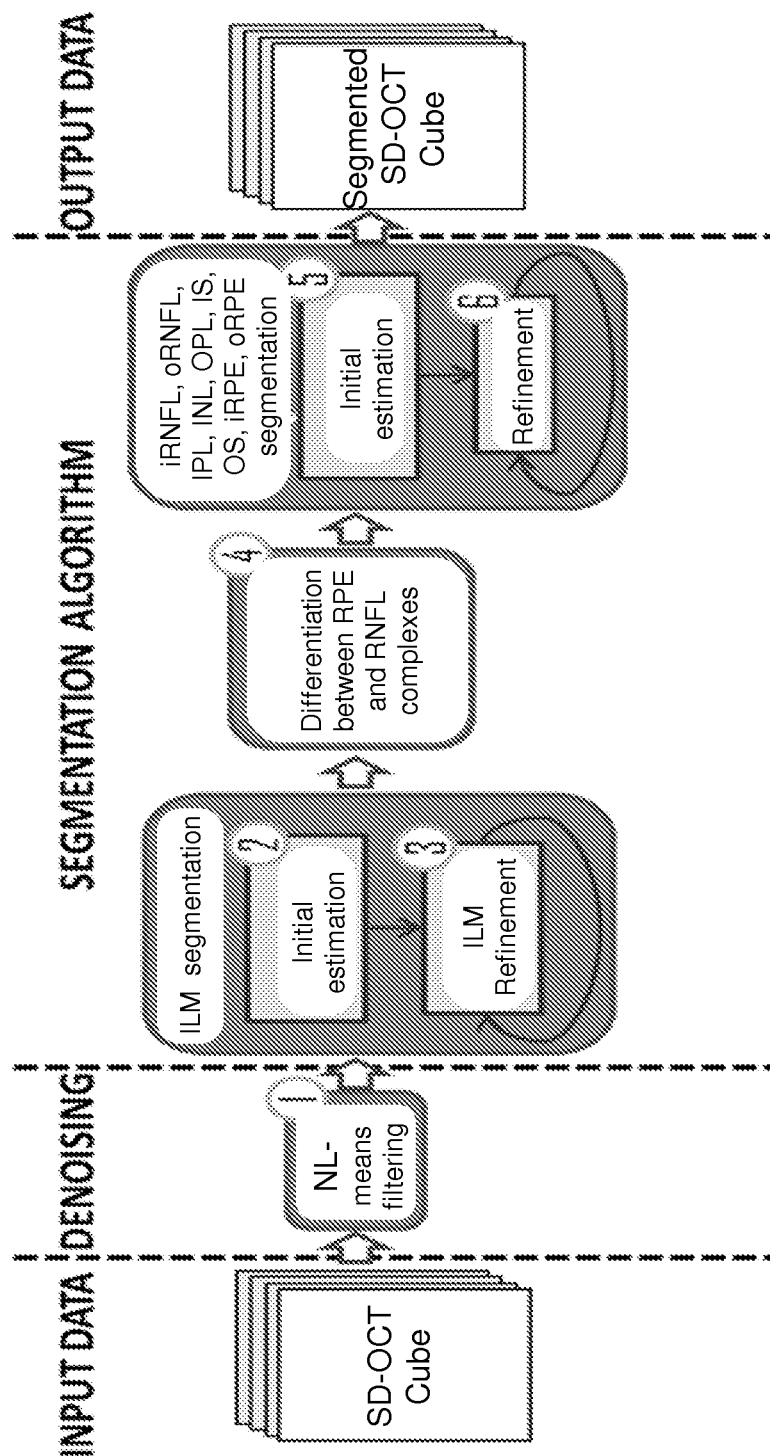 INPUT DATA
DENOISING
SEGMENTATION ALGORITHM
OUTPUT DATA
SD-OCT
Cube
1
NL-
means
filtering
ILM segmentation
2
Initial
estimation
3
ILM
Refinement
4
Differentiation
between RPE
and RNFL
complexes
iRNFL, oRNFL,
IPL, INL, OPL, IS,
OS, iRPE, oRPE
segmentation
5
Initial
estimation
6
Refinement
Segmented
SD-OCT
Cube